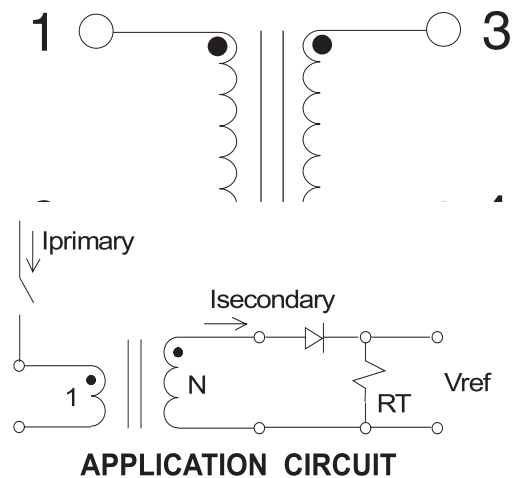 1 3
Iprimary
Isecondary
1 N RT Vref
APPLICATION CIRCUIT